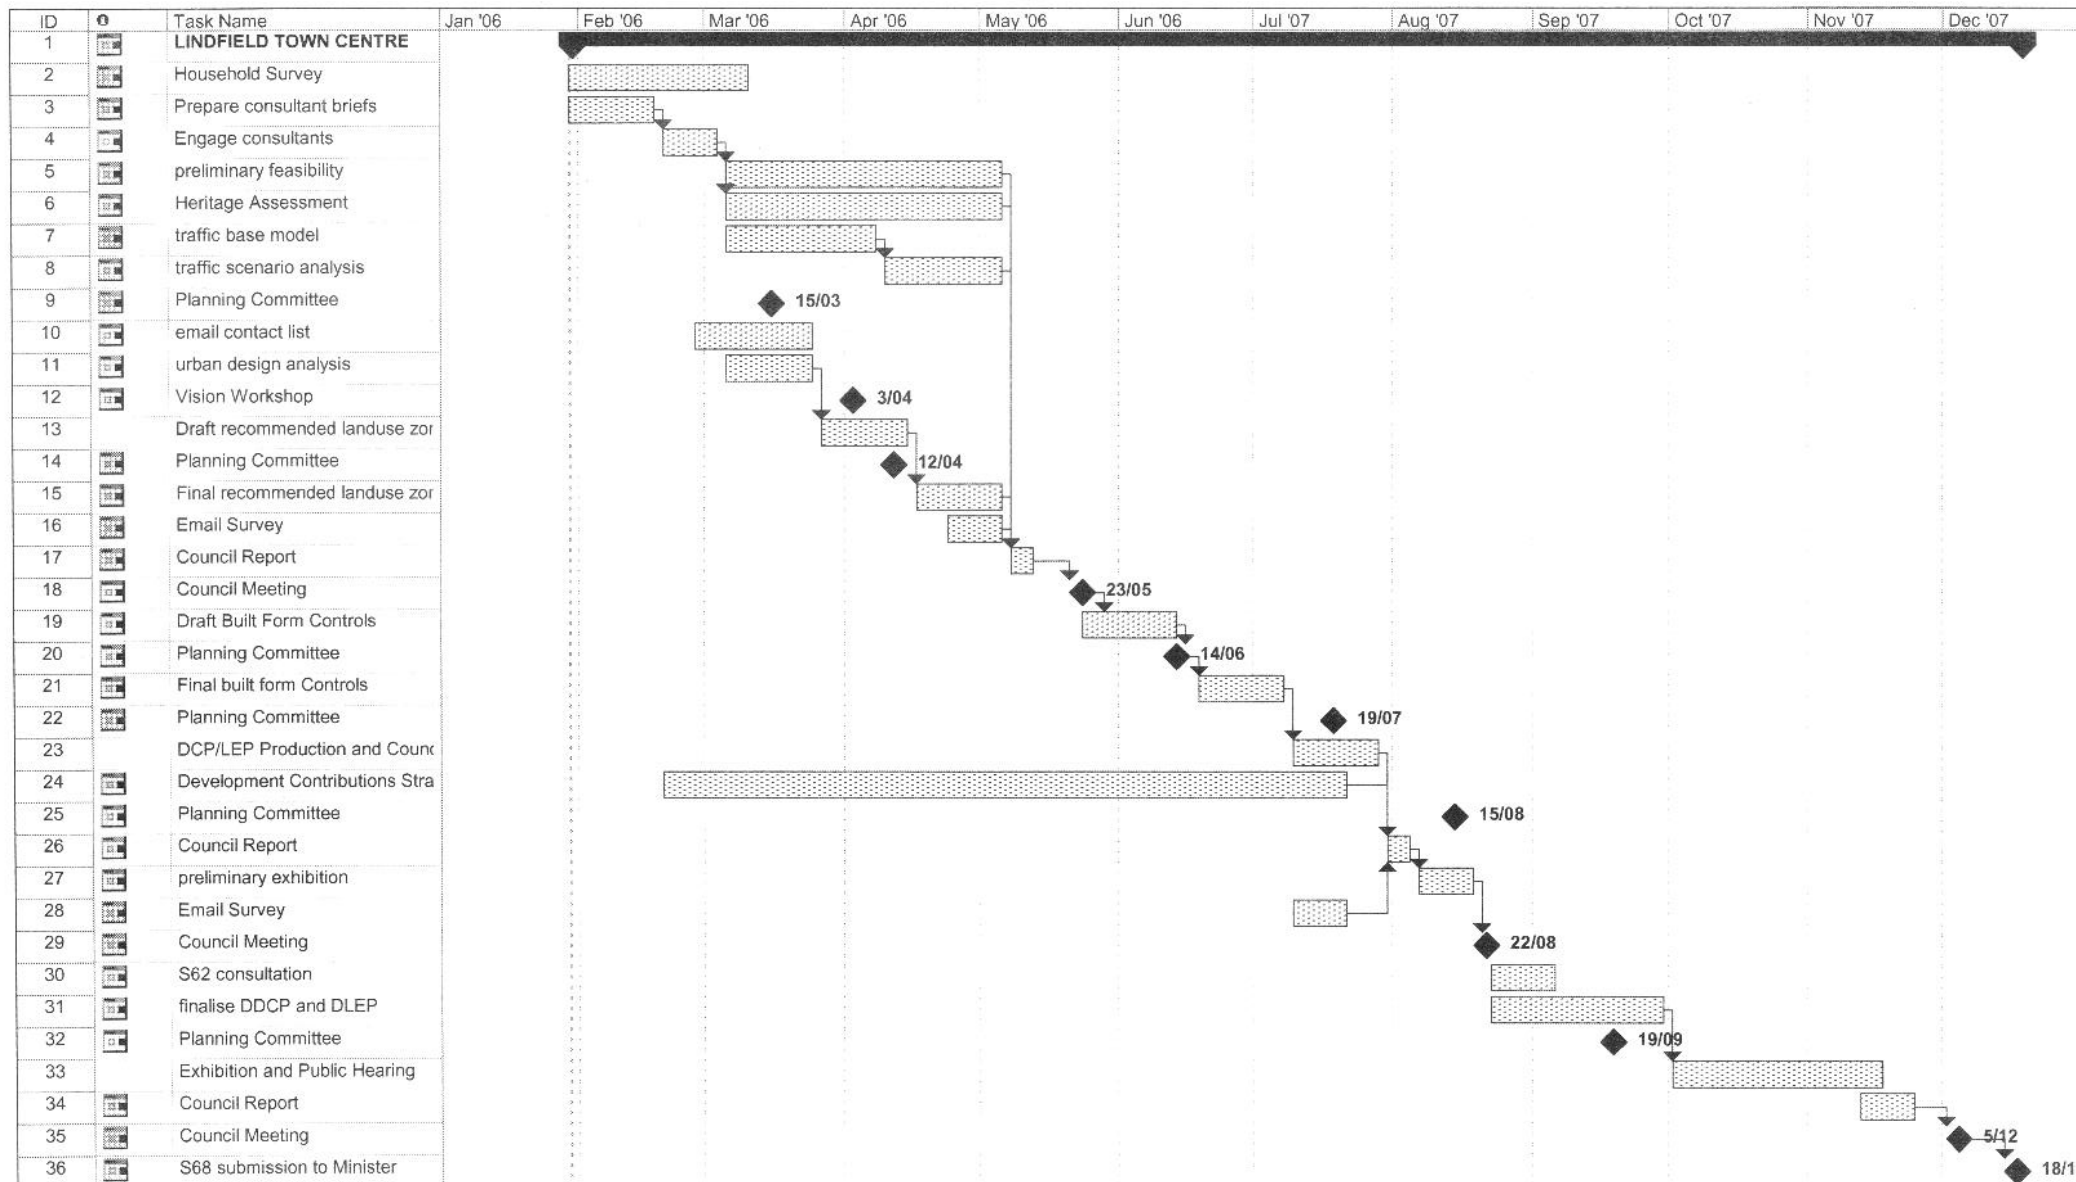 ID Task Name Jan '06 Feb '06 Mar '06 Apr '06 May '06 Jun '06 Jul '07 Aug '07 Sep '07 Oct '07 Nov '07 Dec '07
1 LINDFIELD TOWN CENTRE
2 Household Survey
3 Prepare consultant briefs
4 Engage consultants
5 preliminary feasibility
6 Heritage Assessment
7 traffic base model
8 traffic scenario analysis
9 Planning Committee 15/03
10 email contact list
11 urban design analysis
12 Vision Workshop 3/04
13 Draft recommended landuse zor
14 Planning Committee 12/04
15 Final recommended landuse zor
16 Email Survey
17 Council Report
18 Council Meeting 23/05
19 Draft Built Form Controls
20 Planning Committee 14/06
21 Final built form Controls
22 Planning Committee 19/07
23 DCP/LEP Production and Counc
24 Development Contributions Stra
25 Planning Committee 15/08
26 Council Report
27 preliminary exhibition
28 Email Survey
29 Council Meeting 22/08
30 S62 consultation
31 finalise DDCP and DLEP
32 Planning Committee 19/09
33 Exhibition and Public Hearing
34 Council Report
35 Council Meeting 5/12
36 S68 submission to Minister 18/1